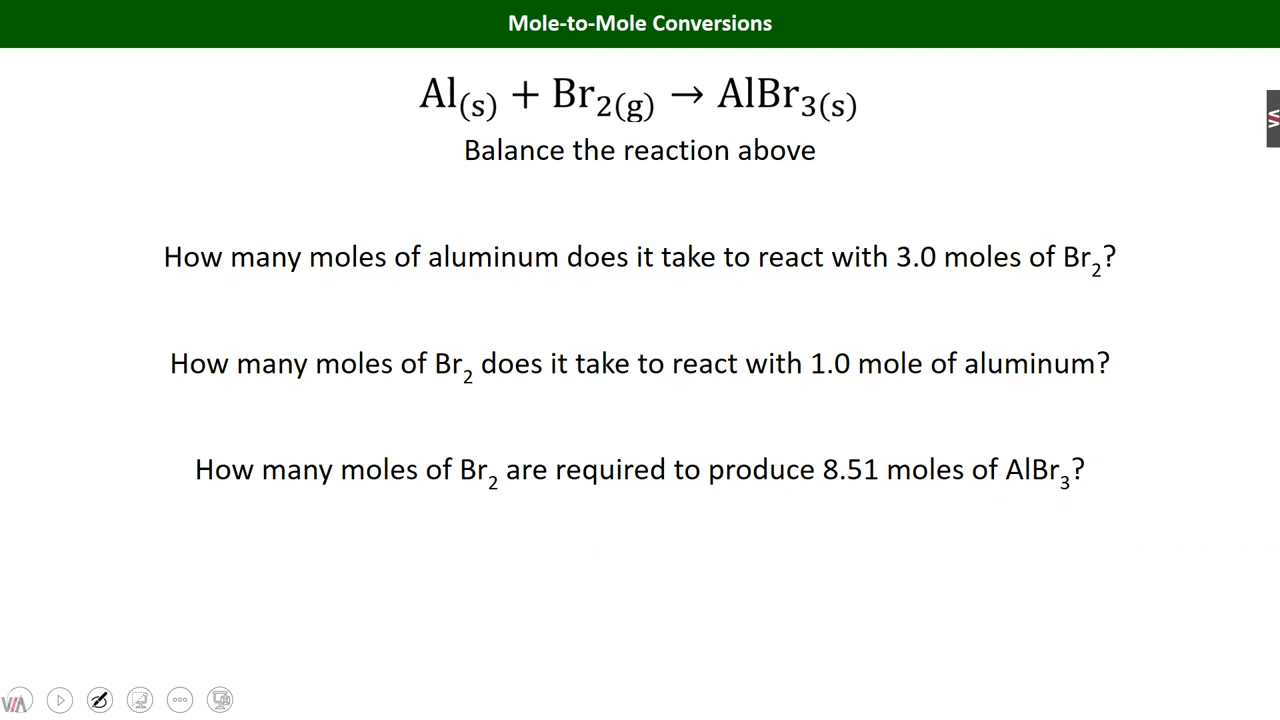 Mole-to-Mole Conversions
Al(s) + Br₂(g) → AlBr₃(s)
Balance the reaction above
How many moles of aluminum does it take to react with 3.0 moles of Br₂?
How many moles of Br₂ does it take to react with 1.0 mole of aluminum?
How many moles of Br₂ are required to produce 8.51 moles of AlBr₃?